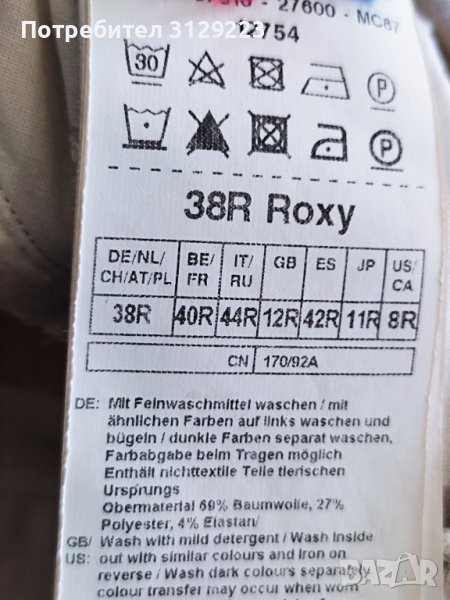 Потребител 3129223
- 27600 - MC87
12754
30
P
P
38R Roxy
DE/NL/ CH/AT/PL BE/ FR IT/ RU GB ES JP US/ CA
38R 40R 44R 12R 42R 11R 8R
CN 170/92A
DE: Mit Feinwaschmittel waschen / mit
ähnlichen Farben auf links waschen und
bügeln / dunkle Farben separat waschen,
Farbabgabe beim Tragen möglich
Enthält nichttextile Teile tierischen
Ursprungs
Obermaterial 69% Baumwolle, 27%
Polyester, 4% Elastan/
GB/ Wash with mild detergent / Wash inside
US: out with similar colours and iron on
reverse / Wash dark colours separately
colour transfer may occur when worn
BAZAR